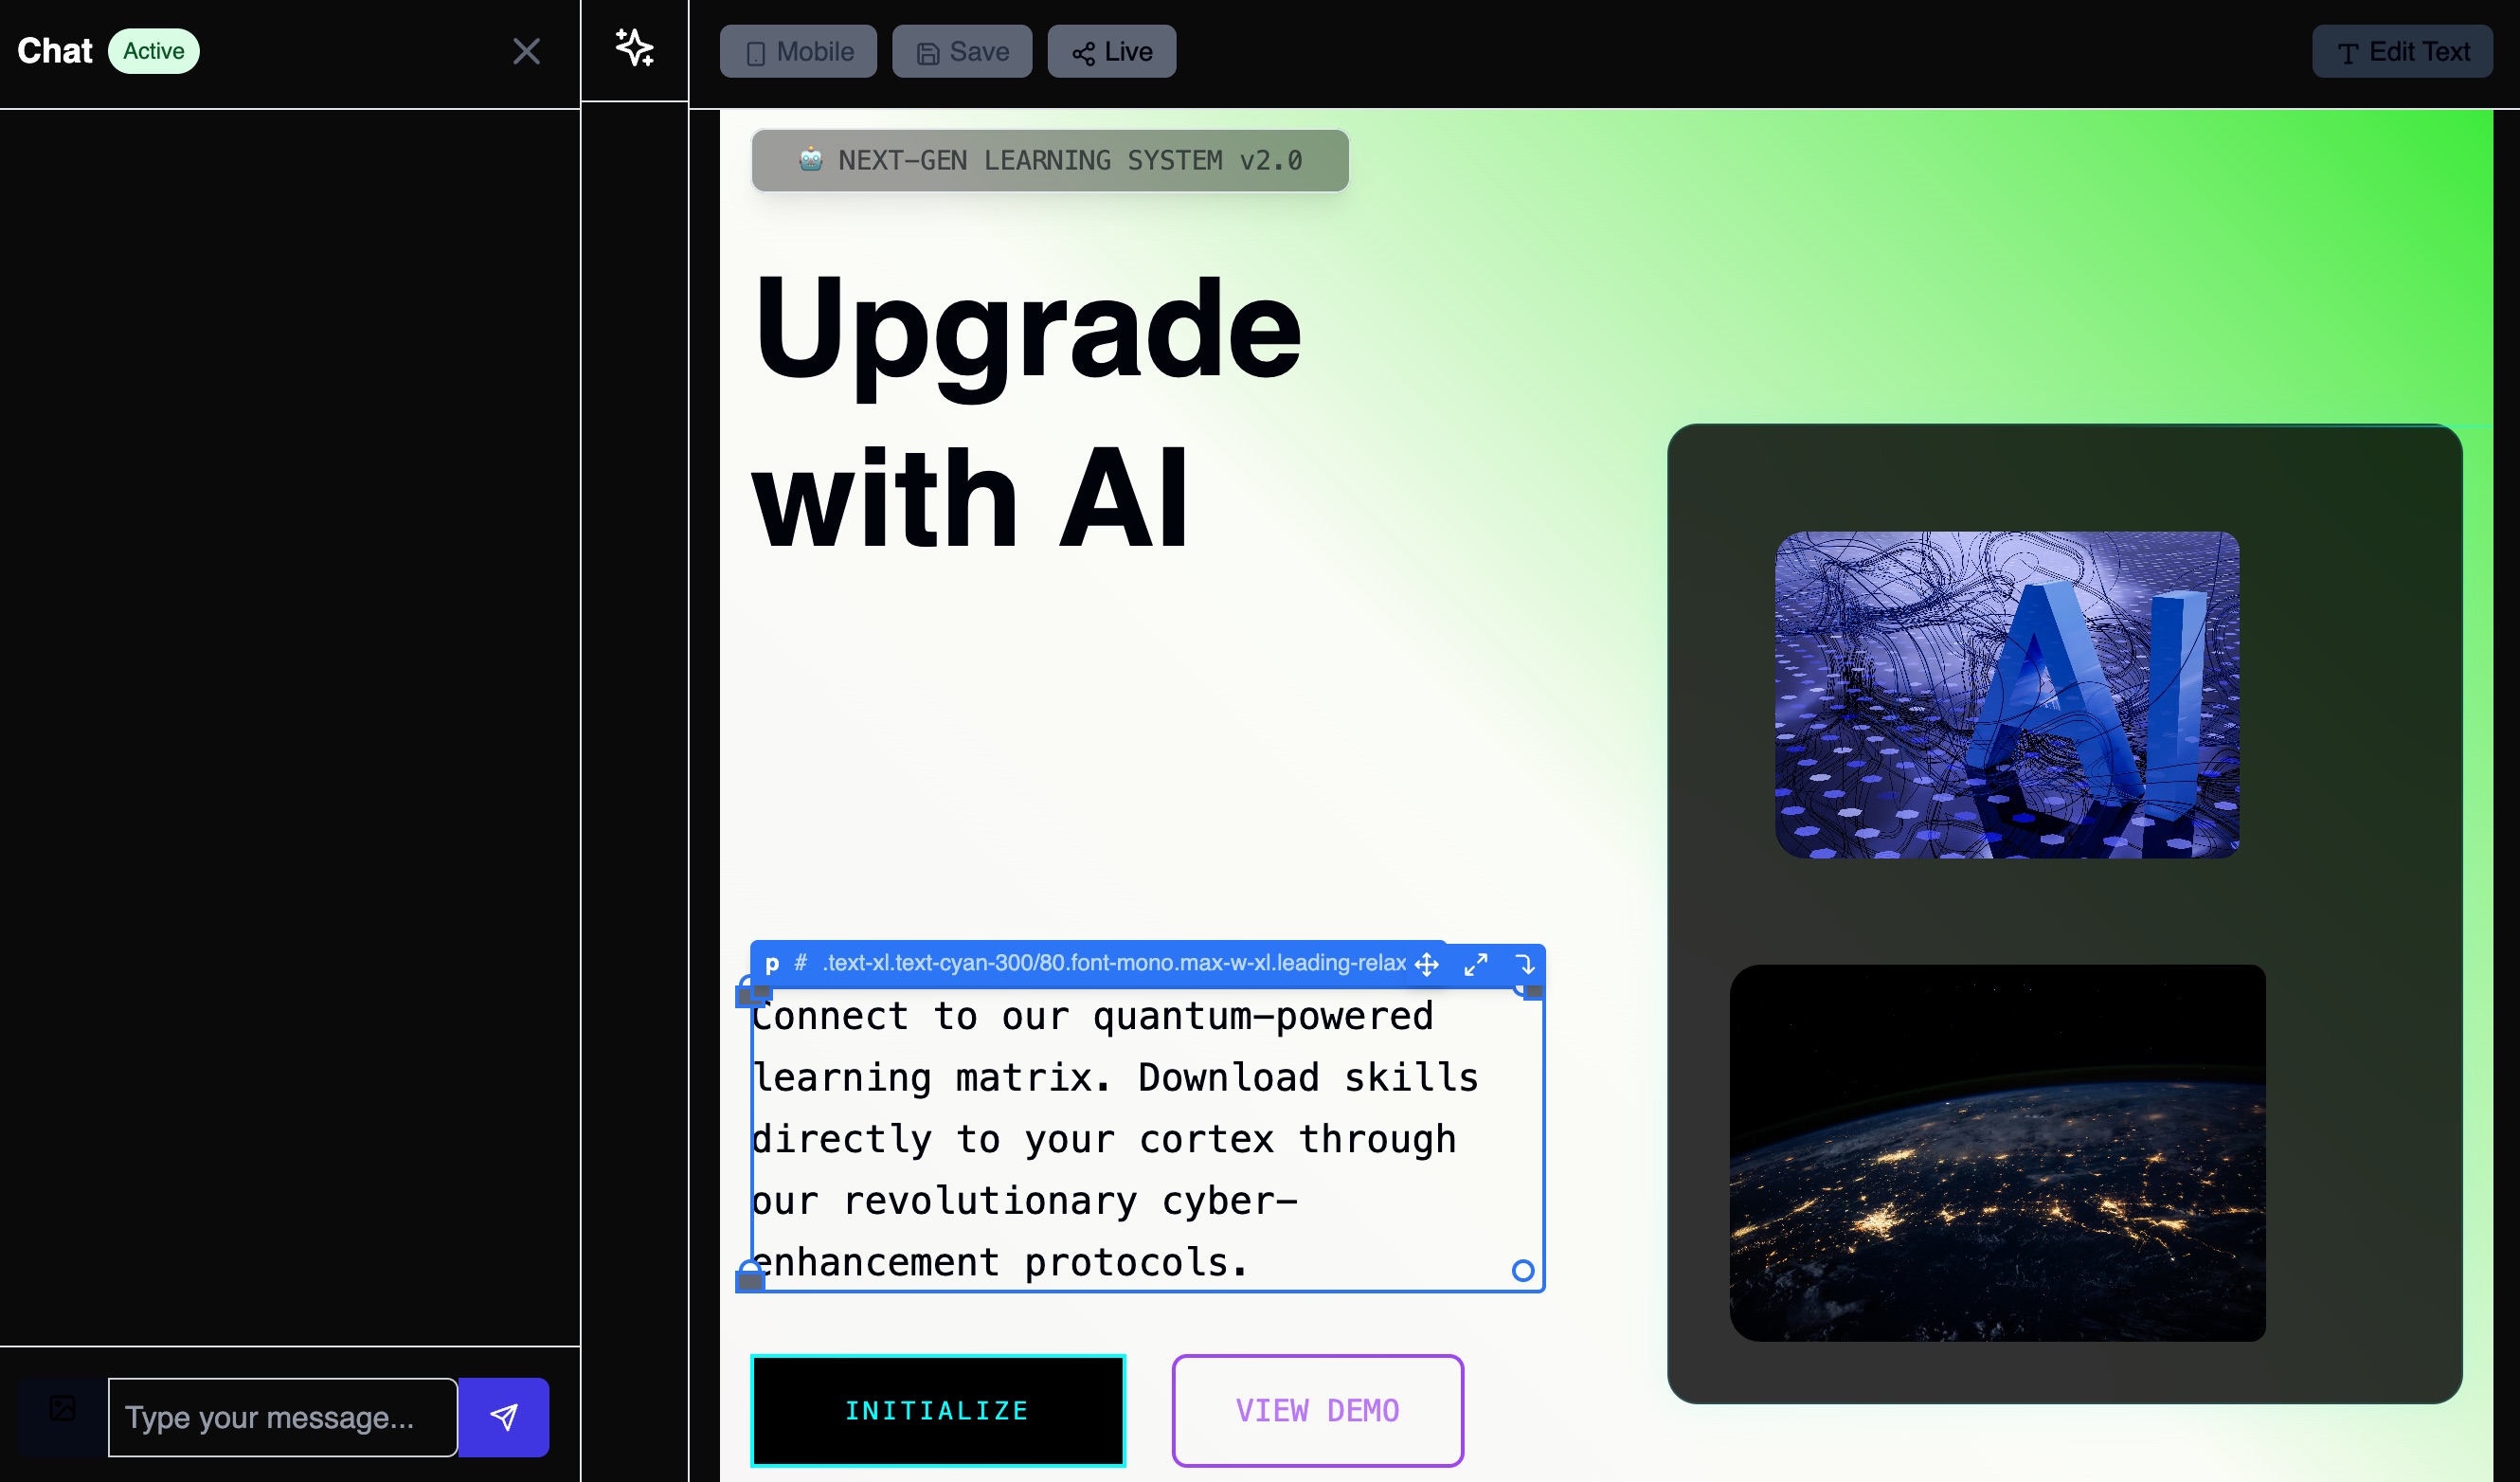 Chat
Active
Mobile
Save
Live
Edit Text
NEXT-GEN LEARNING SYSTEM v2.0
Upgrade
with AI
AI
p # .text-xl.text-cyan-300/80.font-mono.max-w-xl.leading-relax
Connect to our quantum-powered
learning matrix. Download skills
directly to your cortex through
our revolutionary cyber-
enhancement protocols.
INITIALIZE
VIEW DEMO
Type your message...